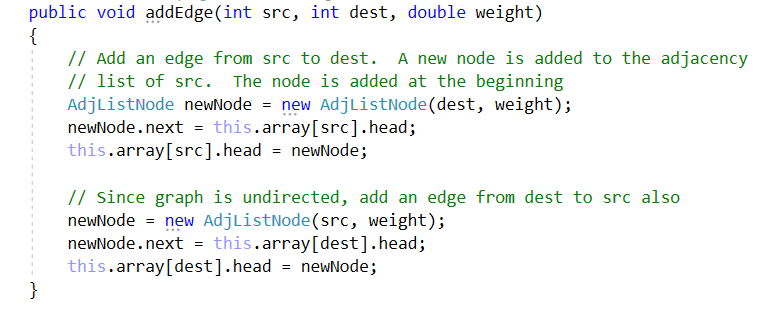 public void addEdge(int src, int dest, double weight)
{
// Add an edge from src to dest.  A new node is added to the adjacency
// list of src.  The node is added at the beginning
AdjListNode newNode = new AdjListNode(dest, weight);
newNode.next = this.array[src].head;
this.array[src].head = newNode;
// Since graph is undirected, add an edge from dest to src also
newNode = new AdjListNode(src, weight);
newNode.next = this.array[dest].head;
this.array[dest].head = newNode;
}